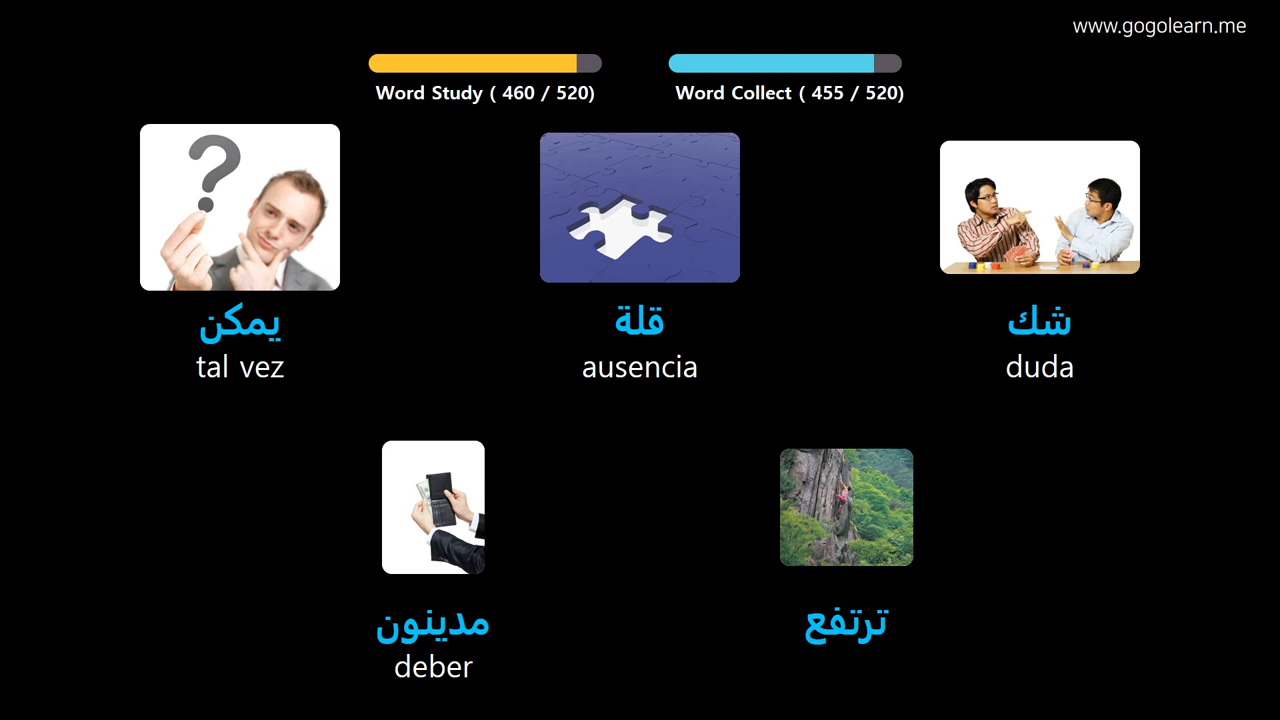 www.gogolearn.me
Word Study ( 460 / 520)
Word Collect ( 455 / 520)
يمكن
tal vez
قلة
ausencia
شك
duda
مدينون
deber
ترتفع